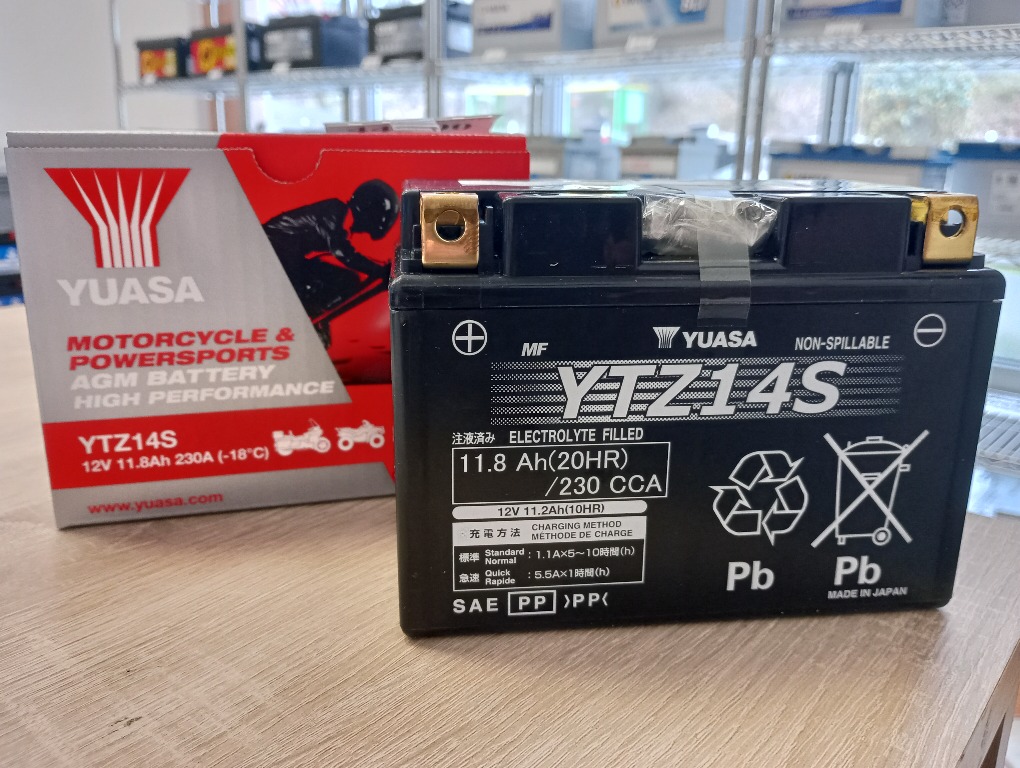 YUASA
MOTORCYCLE &
POWERSPORTS
AGM BATTERY
HIGH PERFORMANCE
YTZ14S
12V 11.8Ah 230A (-18°C)
www.yuasa.com
YUASA
MF
NON-SPILLABLE
YTZ14S
注液済み ELECTROLYTE FILLED
11.8 Ah(20HR)
/230 CCA
12V 11.2Ah(10HR)
充電方法 CHARGING METHOD
MÉTHODE DE CHARGE
標準 Standard Normal : 1.1A×5～10時間(h)
急速 Quick Rapide : 5.5A×1時間(h)
SAE PP >PP<
Pb
Pb
MADE IN JAPAN